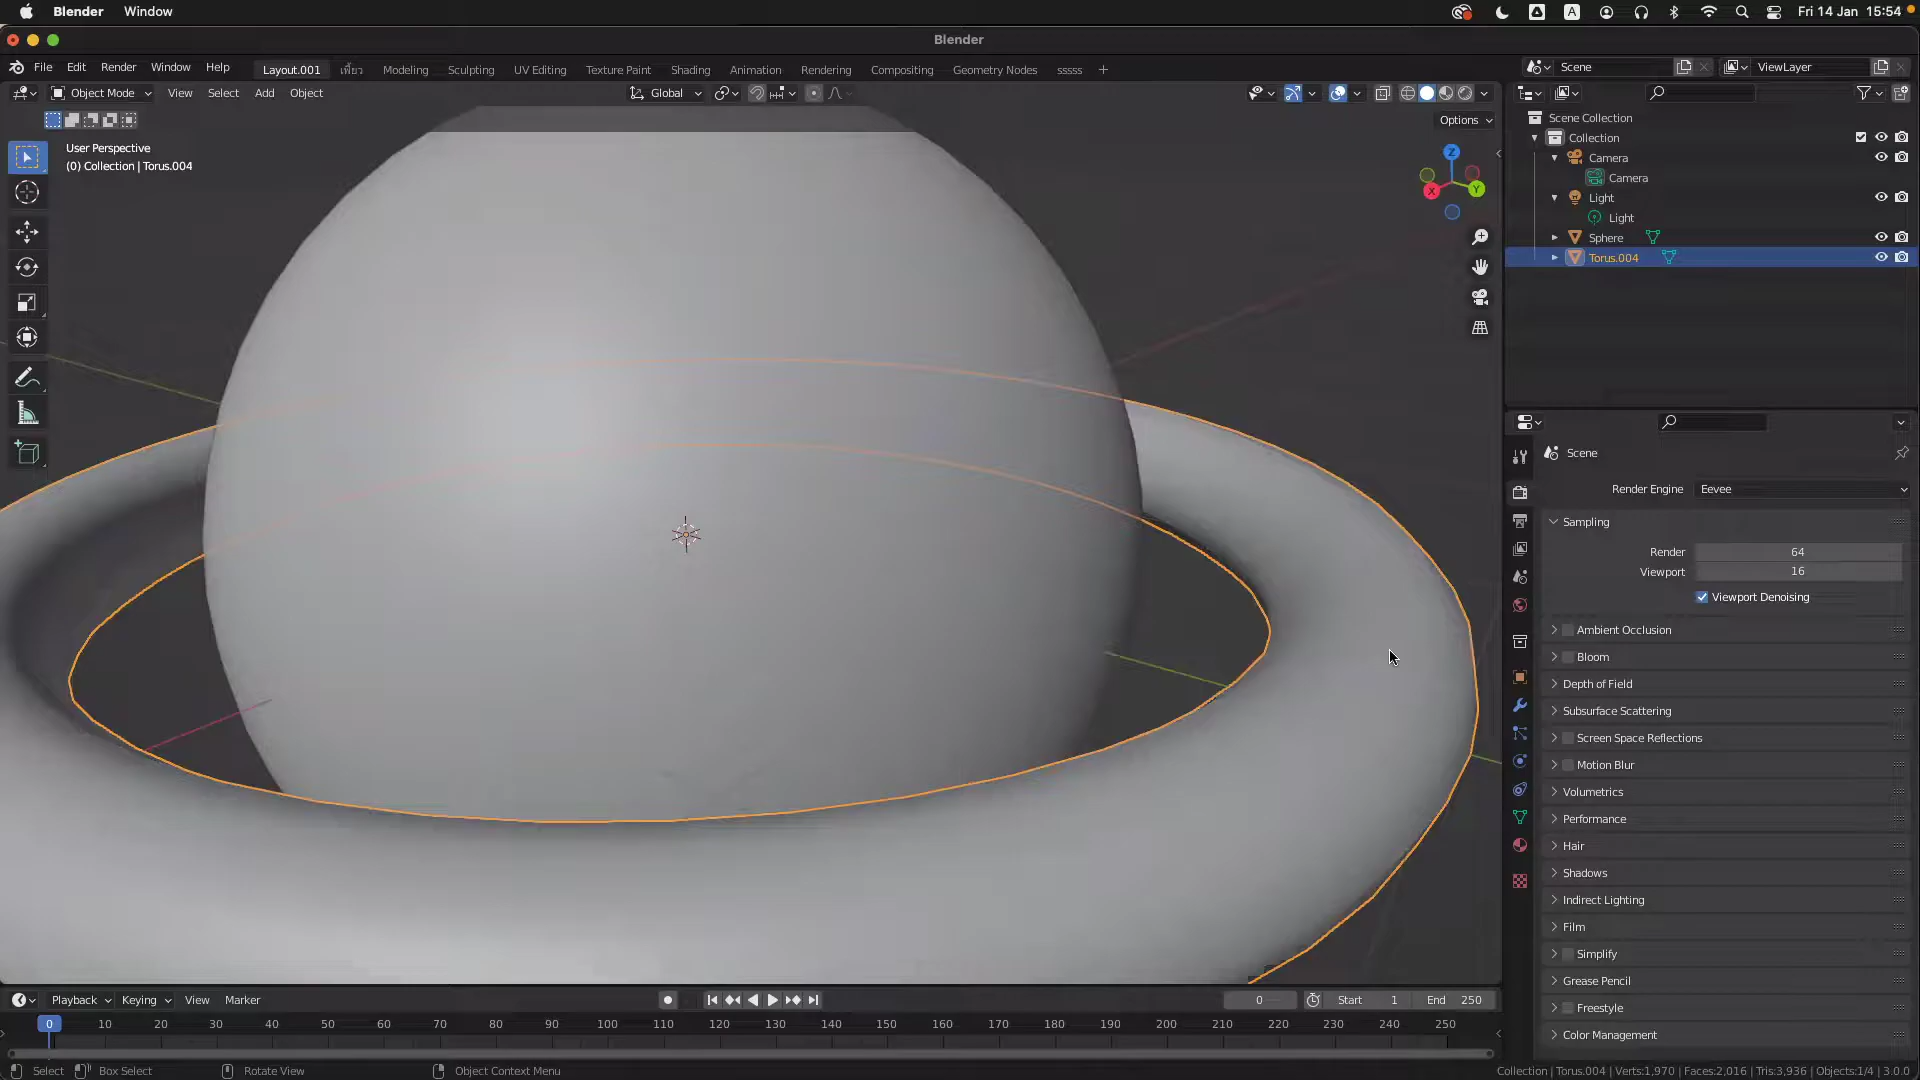 Blender Window Fri 14 Jan 15:54
Blender
File Edit Render Window Help Layout.001 เพี้ยว Modeling Sculpting UV Editing Texture Paint Shading Animation Rendering Compositing Geometry Nodes sssss + Scene ViewLayer
Object Mode View Select Add Object Global
Options
User Perspective
(0) Collection | Torus.004
Z
X
Y
Scene Collection
Collection
Camera
Camera
Light
Light
Sphere
Torus.004
Scene
Render Engine Eevee
Sampling
Render 64
Viewport 16
Viewport Denoising
Ambient Occlusion
Bloom
Depth of Field
Subsurface Scattering
Screen Space Reflections
Motion Blur
Volumetrics
Performance
Hair
Shadows
Indirect Lighting
Film
Simplify
Grease Pencil
Freestyle
Color Management
Playback Keying View Marker 0 Start 1 End 250
0 10 20 30 40 50 60 70 80 90 100 110 120 130 140 150 160 170 180 190 200 210 220 230 240 250
Select Box Select Rotate View Object Context Menu Collection | Torus.004 | Verts:1,970 | Faces:2,016 | Tris:3,936 | Objects:1/4 | 3.0.0